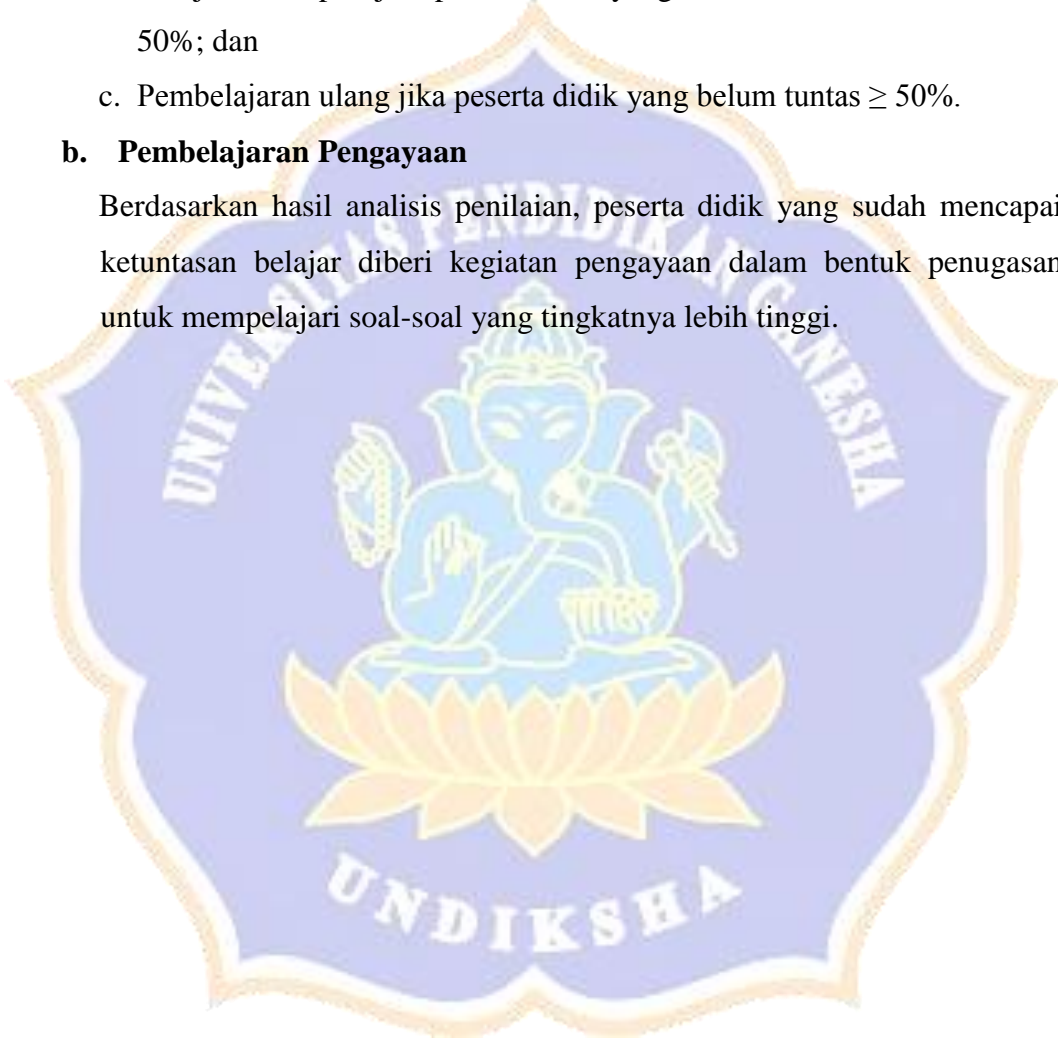 50%; dan
c. Pembelajaran ulang jika peserta didik yang belum tuntas ≥ 50%.
b. Pembelajaran Pengayaan
Berdasarkan hasil analisis penilaian, peserta didik yang sudah mencapai
ketuntasan belajar diberi kegiatan pengayaan dalam bentuk penugasan
untuk mempelajari soal-soal yang tingkatnya lebih tinggi.
UNIVERSITAS PENDIDIKAN GANESHA
UNDIKSHA